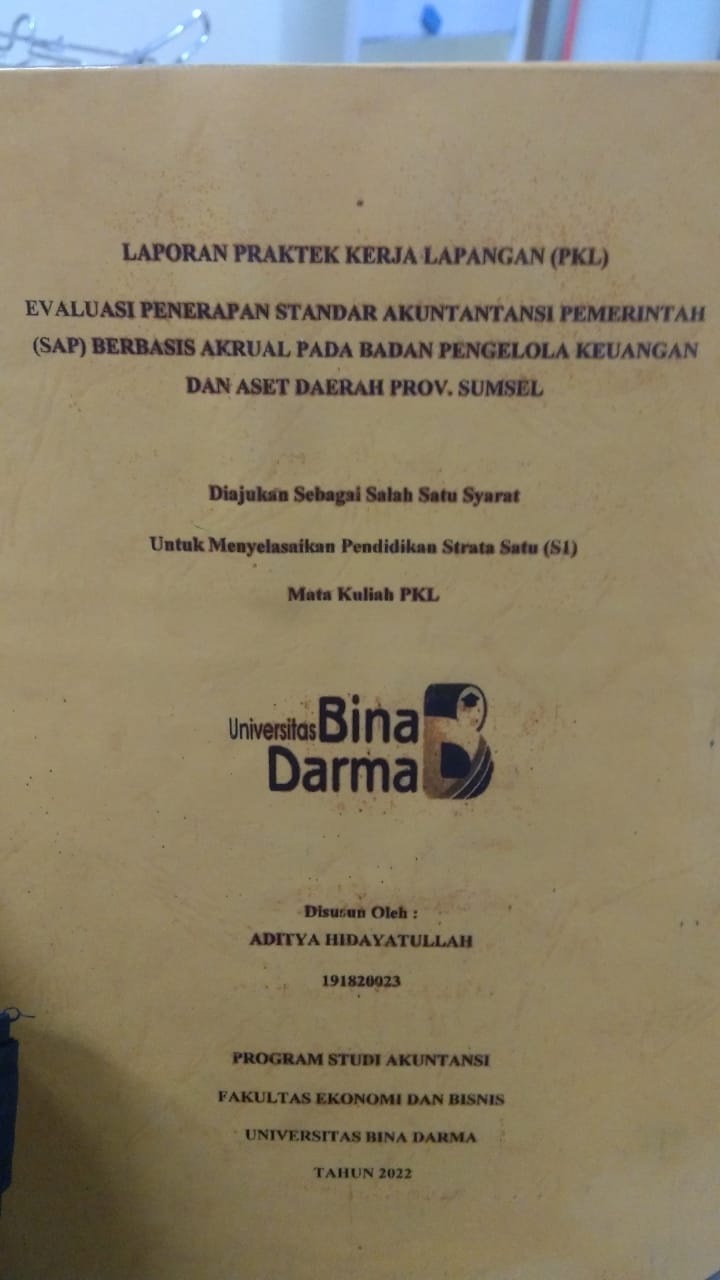 LAPORAN PRAKTEK KERJA LAPANGAN (PKL)
EVALUASI PENERAPAN STANDAR AKUNTANTANSI PEMERINTAH
(SAP) BERBASIS AKRUAL PADA BADAN PENGELOLA KEUANGAN
DAN ASET DAERAH PROV. SUMSEL
Diajukan Sebagai Salah Satu Syarat
Untuk Menyelasaikan Pendidikan Strata Satu (S1)
Mata Kuliah PKL
Universitas Bina
Darma
Disusun Oleh :
ADITYA HIDAYATULLAH
191820023
PROGRAM STUDI AKUNTANSI
FAKULTAS EKONOMI DAN BISNIS
UNIVERSITAS BINA DARMA
TAHUN 2022